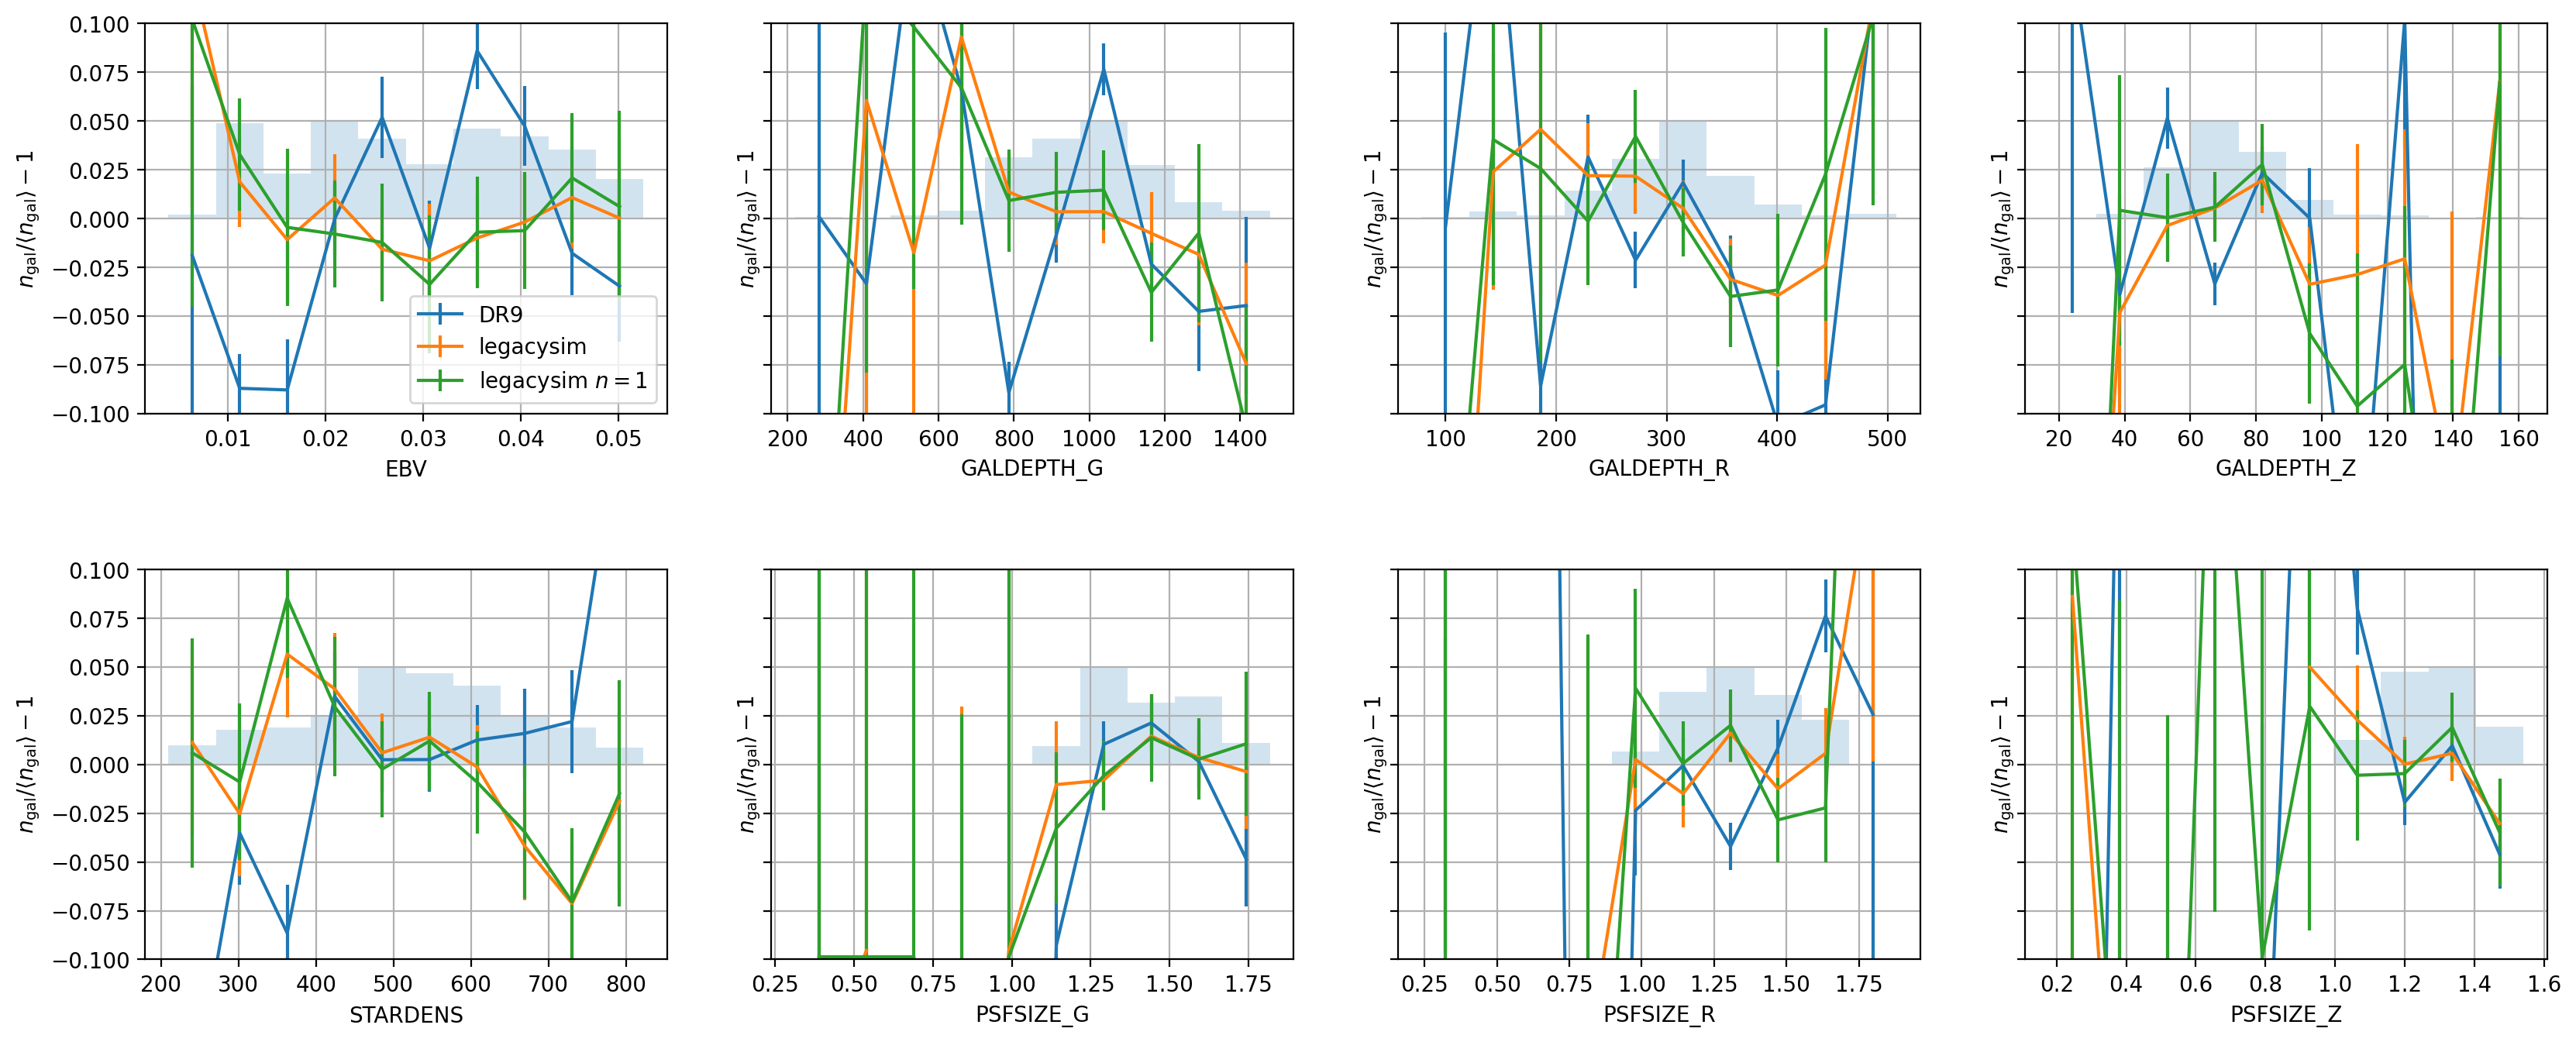 0.100
0.075
0.050
0.025
0.000
−0.025
−0.050
−0.075
−0.100
n_gal/⟨n_gal⟩ − 1
0.01 0.02 0.03 0.04 0.05
EBV
DR9
legacysim
legacysim n = 1
n_gal/⟨n_gal⟩ − 1
200 400 600 800 1000 1200 1400
GALDEPTH_G
n_gal/⟨n_gal⟩ − 1
100 200 300 400 500
GALDEPTH_R
n_gal/⟨n_gal⟩ − 1
20 40 60 80 100 120 140 160
GALDEPTH_Z
0.100
0.075
0.050
0.025
0.000
−0.025
−0.050
−0.075
−0.100
n_gal/⟨n_gal⟩ − 1
200 300 400 500 600 700 800
STARDENS
n_gal/⟨n_gal⟩ − 1
0.25 0.50 0.75 1.00 1.25 1.50 1.75
PSFSIZE_G
n_gal/⟨n_gal⟩ − 1
0.25 0.50 0.75 1.00 1.25 1.50 1.75
PSFSIZE_R
n_gal/⟨n_gal⟩ − 1
0.2 0.4 0.6 0.8 1.0 1.2 1.4 1.6
PSFSIZE_Z